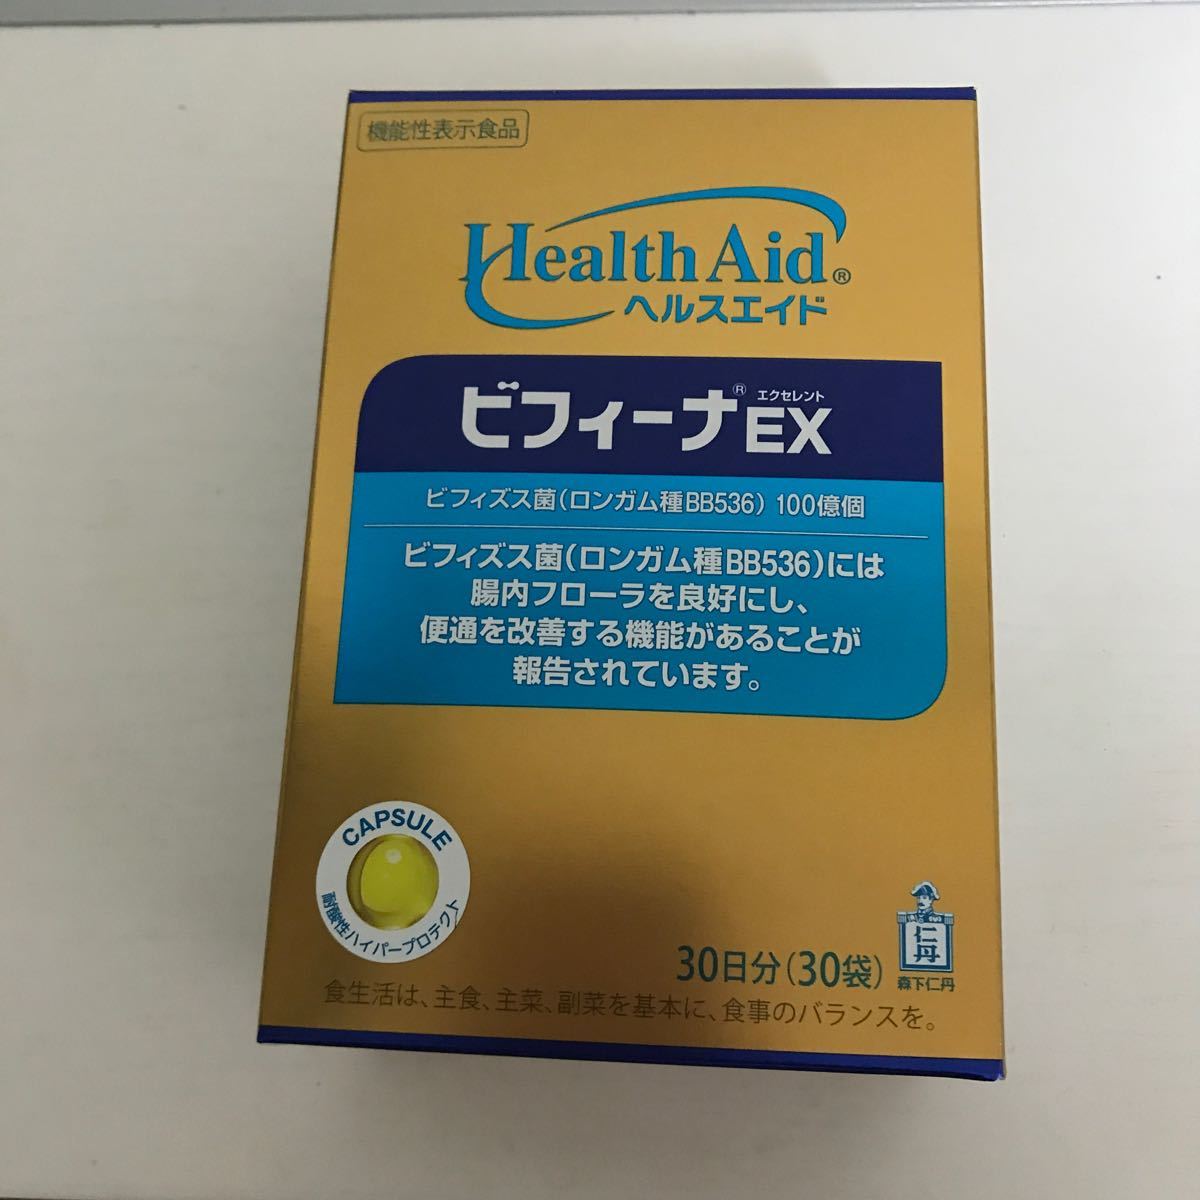 機能性表示食品
Health Aid®
ヘルスエイド
ビフィーナ®EX
エクセレント
ビフィズス菌(ロンガム種BB536) 100億個
ビフィズス菌(ロンガム種BB536)には
腸内フローラを良好にし、
便通を改善する機能があることが
報告されています。
CAPSULE
耐酸性ハイパープロテクト
仁丹
30日分(30袋)
森下仁丹
食生活は、主食、主菜、副菜を基本に、食事のバランスを。